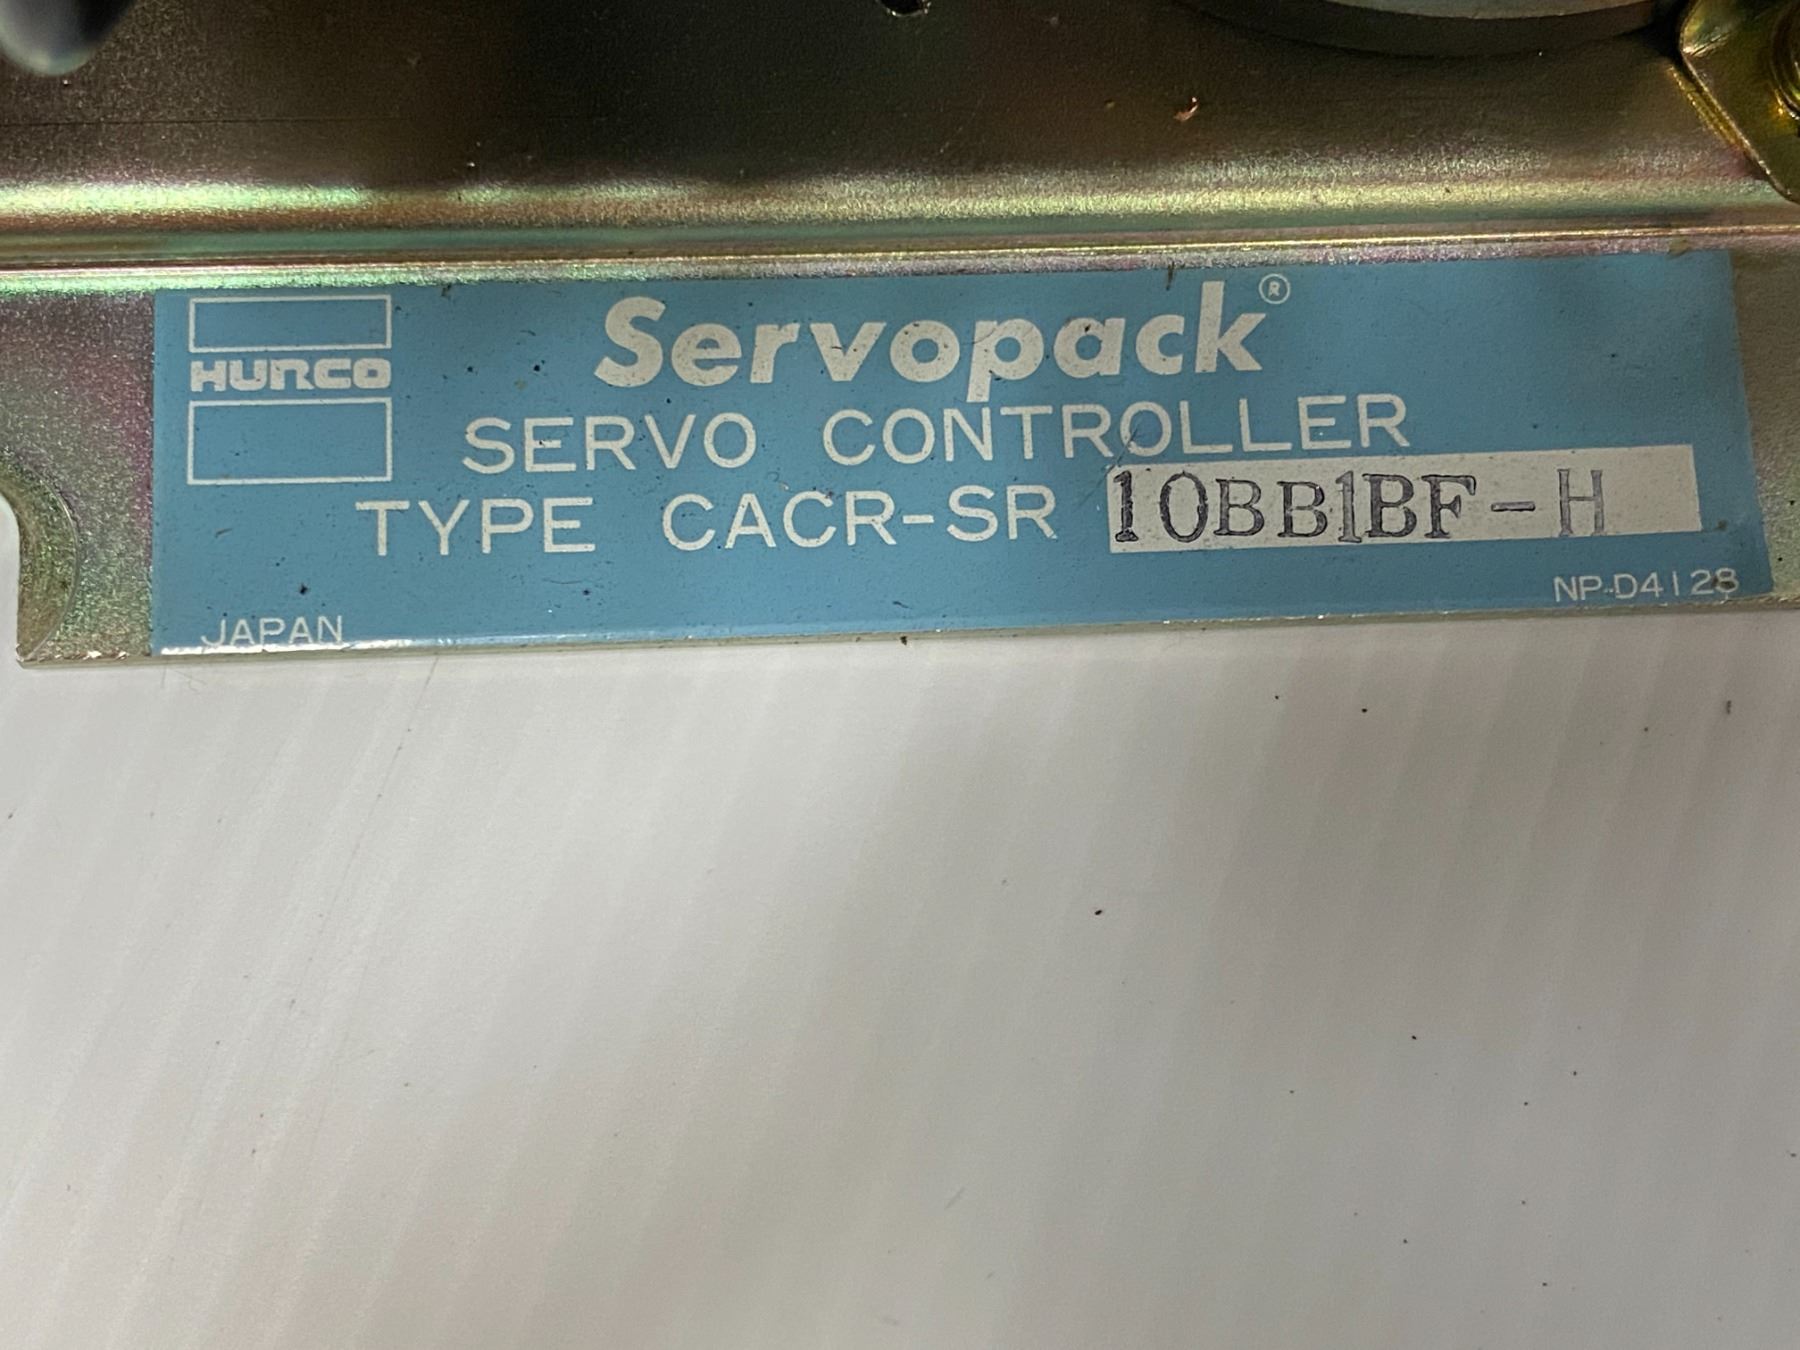 HURCO
Servopack®
SERVO CONTROLLER
TYPE CACR-SR 10BB1BF-H
JAPAN
NP-D4128